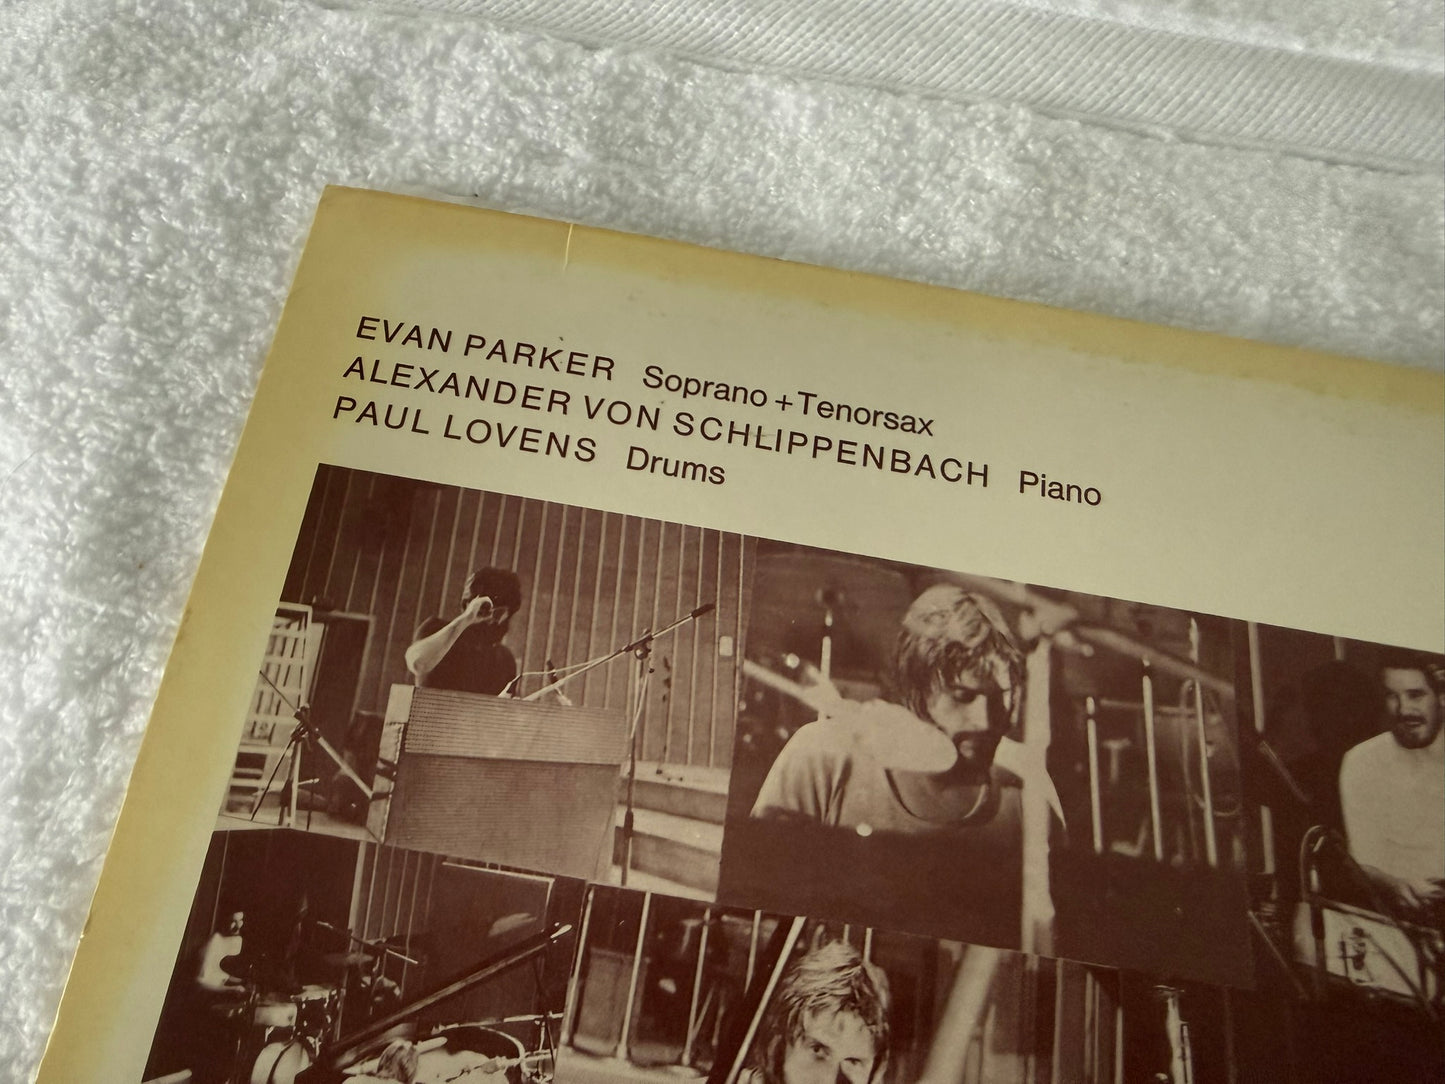 EVAN PARKER Soprano + Tenorsax
ALEXANDER VON SCHLIPPENBACH Piano
PAUL LOVENS Drums